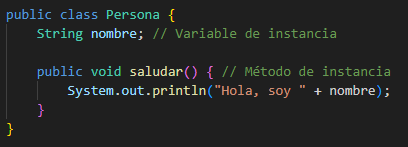 public class Persona {
    String nombre; // Variable de instancia

    public void saludar() { // Método de instancia
        System.out.println("Hola, soy " + nombre);
    }
}